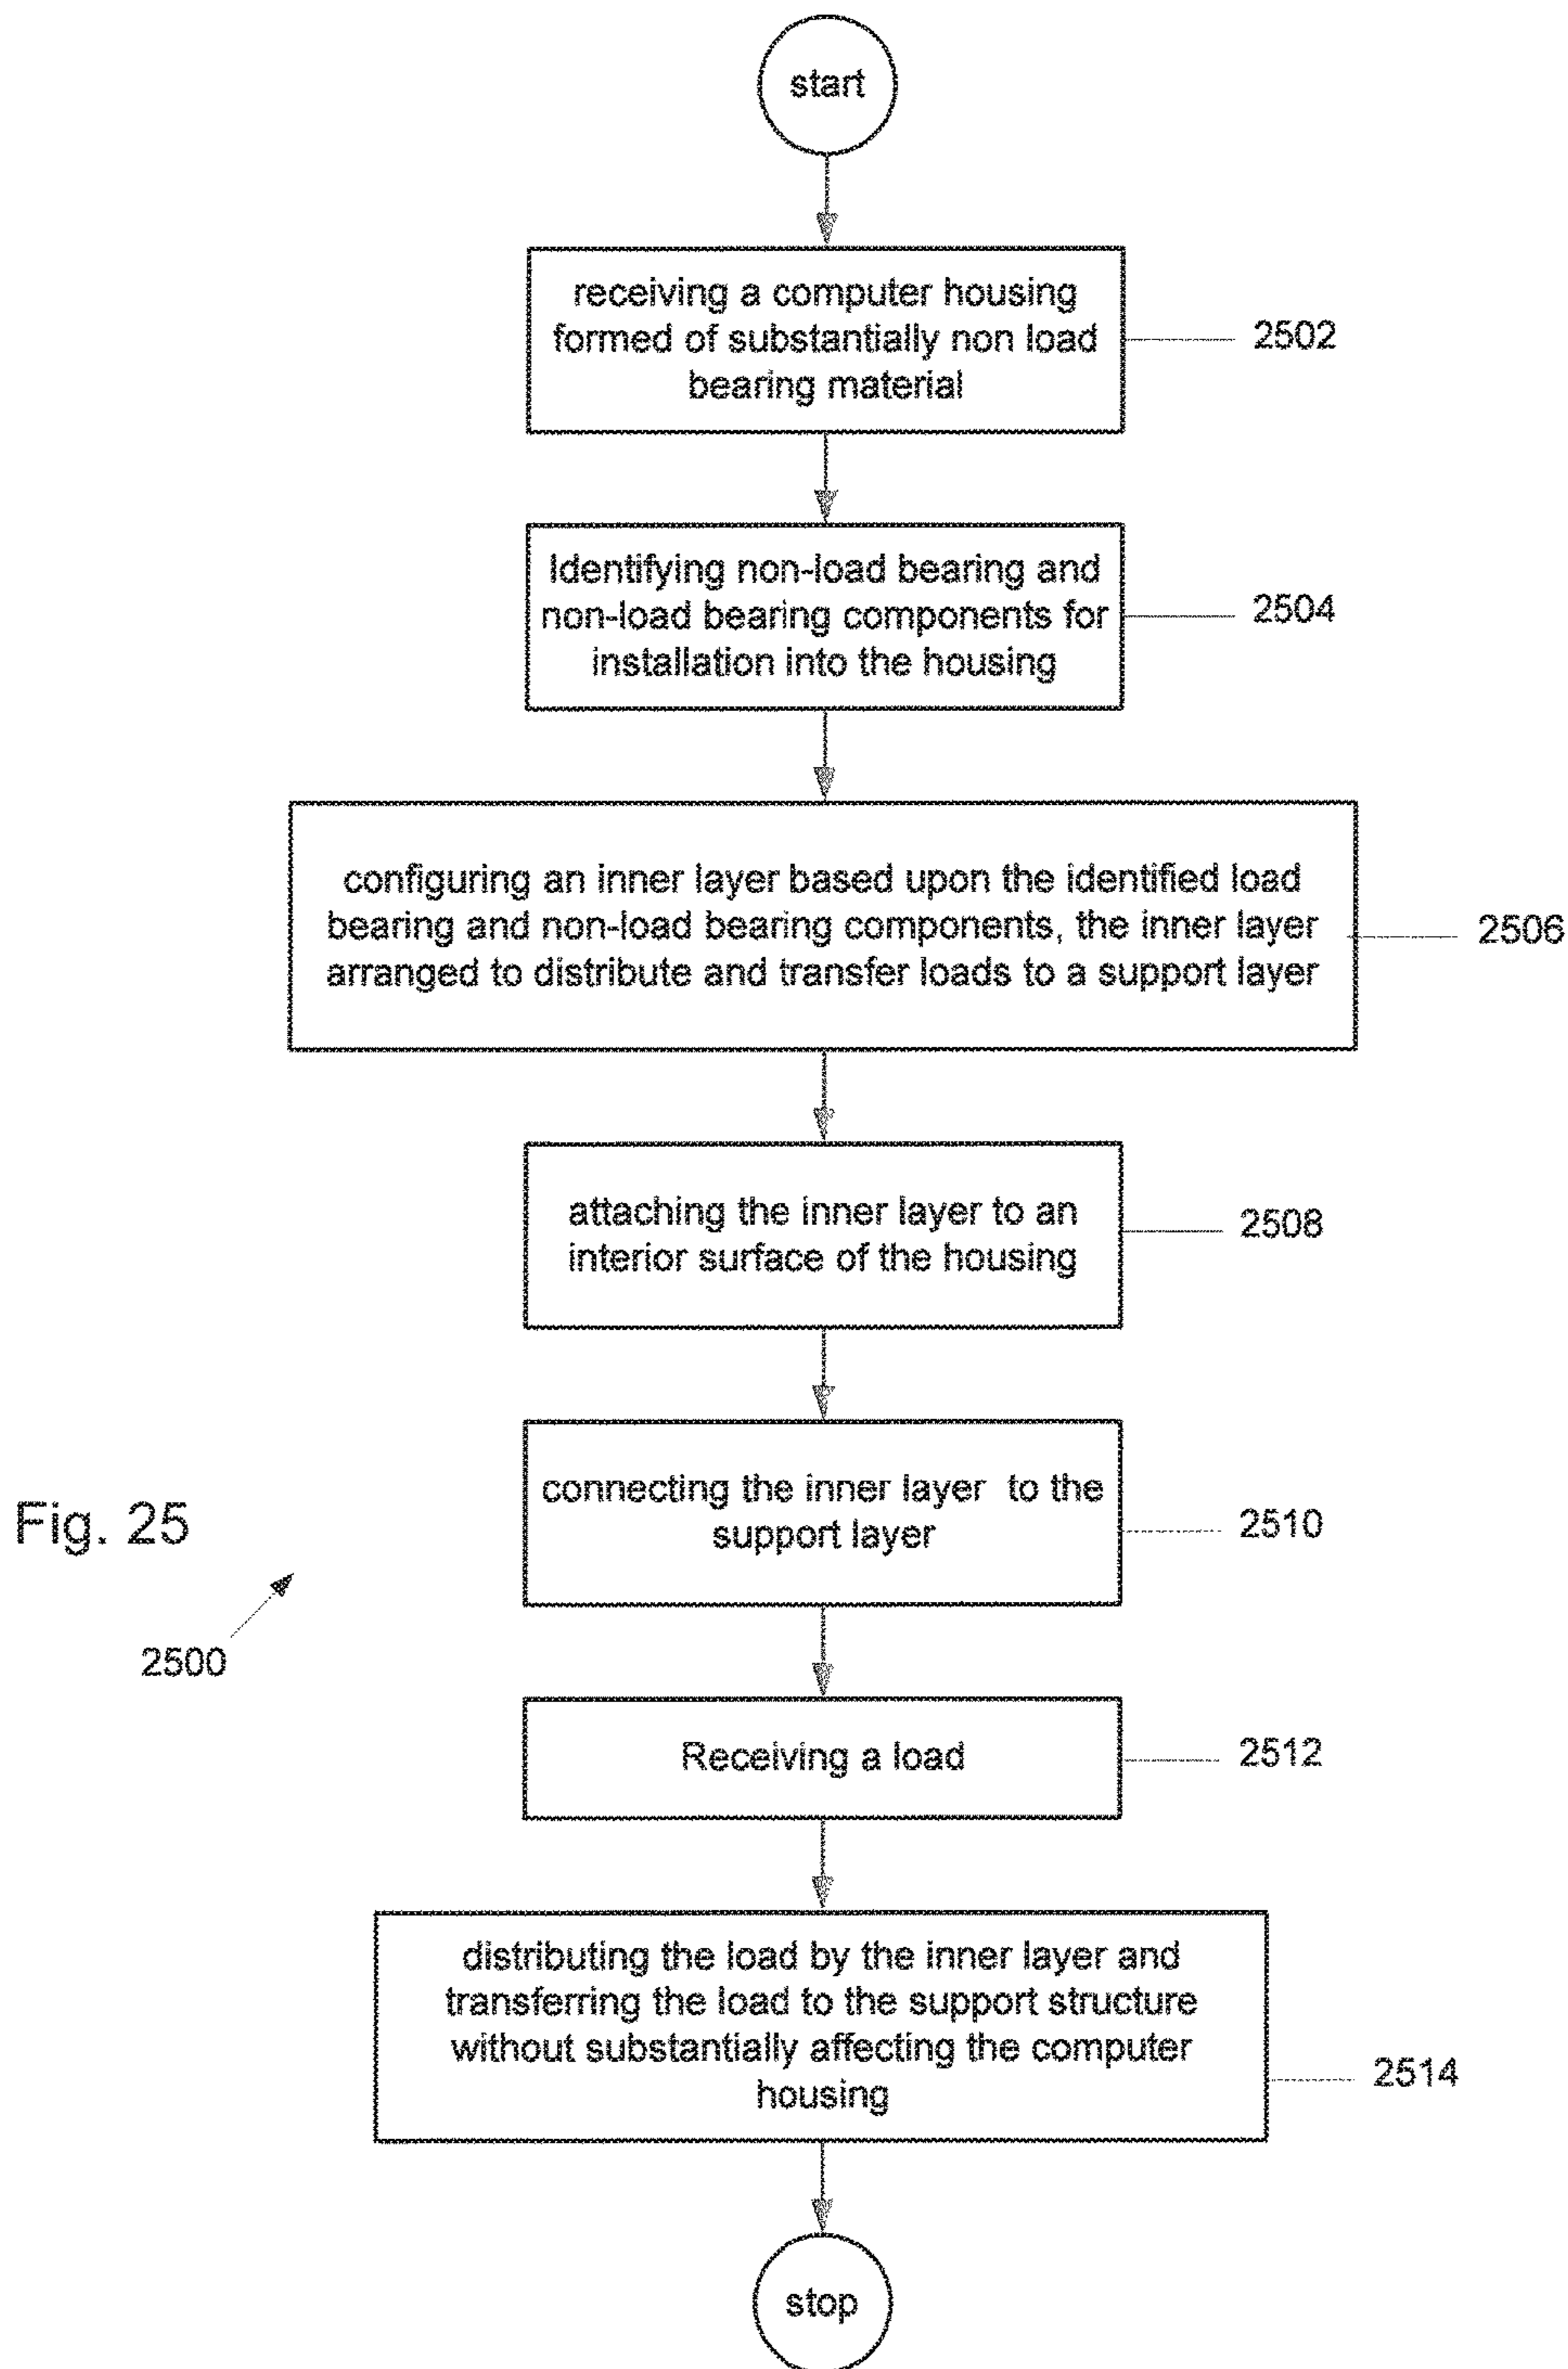 start
receiving a computer housing
formed of substantially non load
bearing material
2502
Identifying non-load bearing and
non-load bearing components for
installation into the housing
2504
configuring an inner layer based upon the identified load
bearing and non-load bearing components, the inner layer
arranged to distribute and transfer loads to a support layer
2506
attaching the inner layer to an
interior surface of the housing
2508
connecting the inner layer to the
support layer
2510
Fig. 25
2500
Receiving a load
2512
distributing the load by the inner layer and
transferring the load to the support structure
without substantially affecting the computer
housing
2514
stop